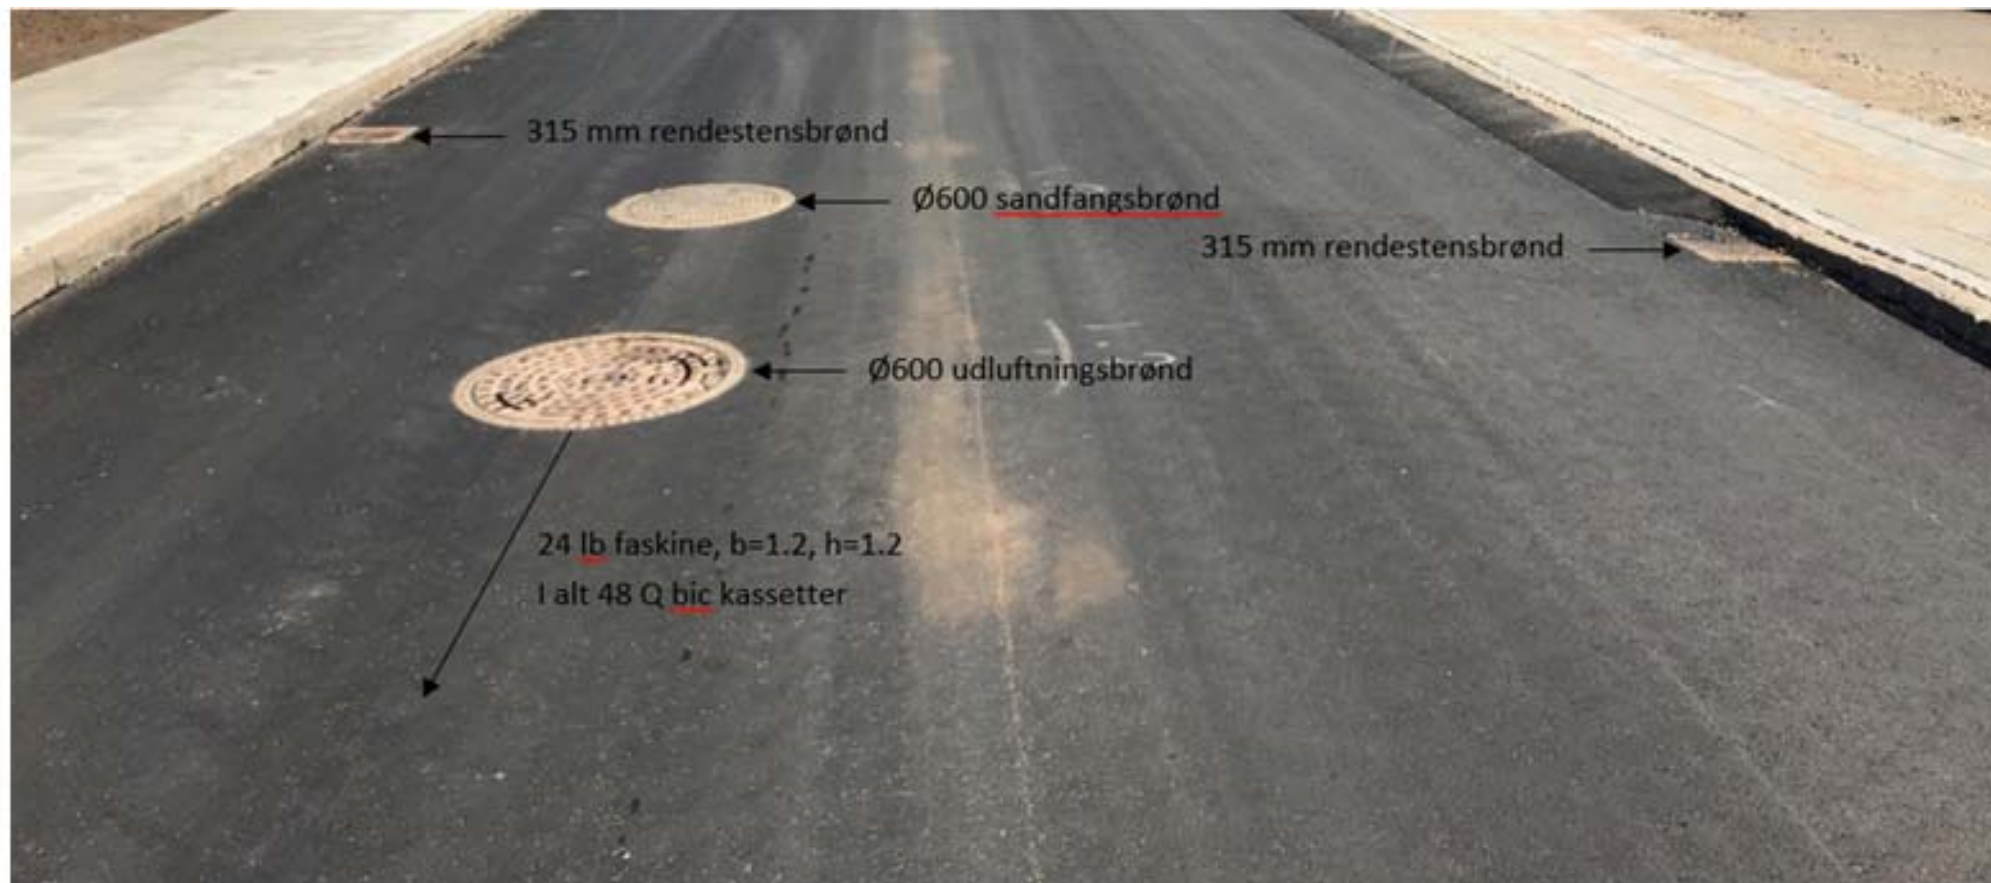 315 mm rendestensbrønd
Ø600 sandfangsbrønd
315 mm rendestensbrønd
Ø600 udluftningsbrønd
24 lb faskine, b=1.2, h=1.2
I alt 48 Q bic kassetter